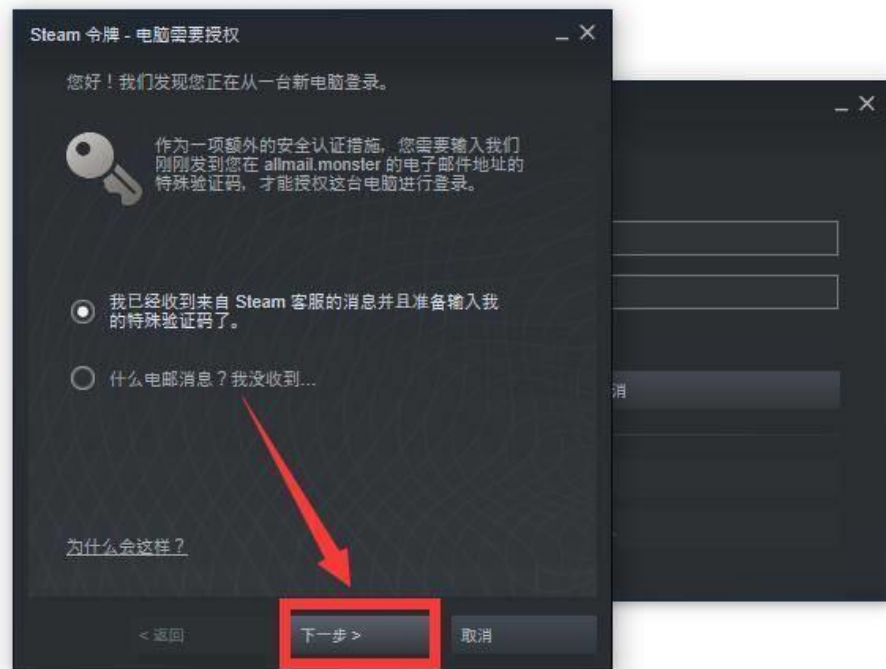 Steam 令牌 - 电脑需要授权
您好！我们发现您正在从一台新电脑登录。
作为一项额外的安全认证措施，您需要输入我们
刚刚发到您在 allmail.monster 的电子邮件地址的
特殊验证码，才能授权这台电脑进行登录。
我已经收到来自 Steam 客服的消息并且准备输入我
的特殊验证码了。
什么电邮消息？我没收到...
消
为什么会这样？
< 返回
下一步 >
取消